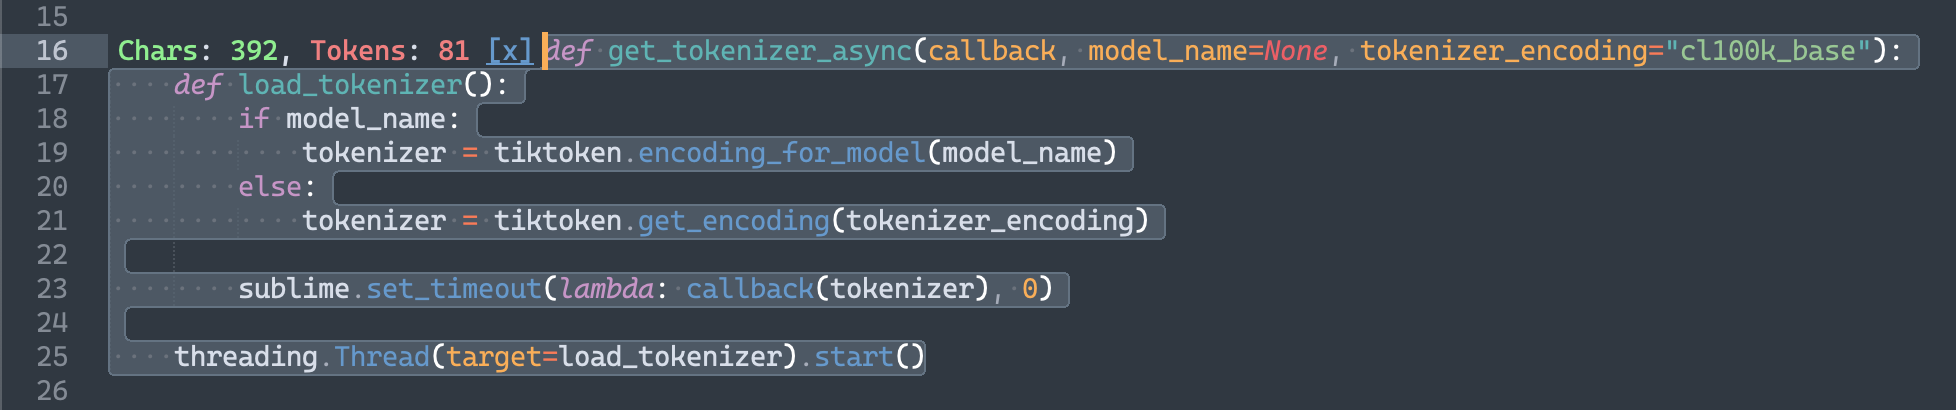 15
16 Chars: 392, Tokens: 81 [x] def get_tokenizer_async(callback, model_name=None, tokenizer_encoding="cl100k_base"):
17     def load_tokenizer():
18         if model_name:
19             tokenizer = tiktoken.encoding_for_model(model_name)
20         else:
21             tokenizer = tiktoken.get_encoding(tokenizer_encoding)
22
23         sublime.set_timeout(lambda: callback(tokenizer), 0)
24
25     threading.Thread(target=load_tokenizer).start()
26